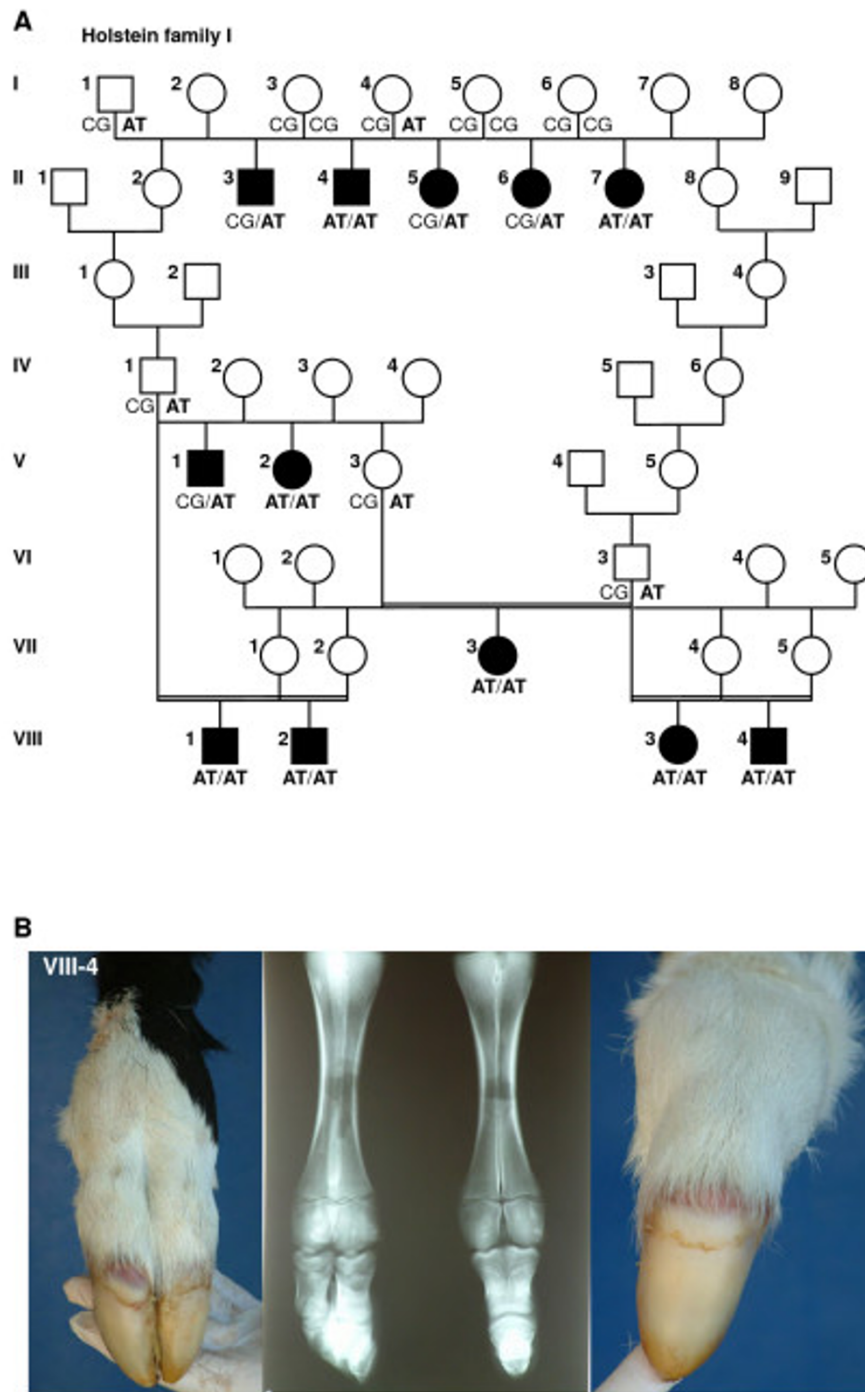 A
Holstein family I
I
1 2 3 4 5 6 7 8
CG AT CG CG CG AT CG CG CG CG
II
1 2 3 4 5 6 7 8 9
CG/AT AT/AT CG/AT CG/AT AT/AT
III
1 2 3 4
IV
1 2 3 4 5 6
CG AT
V
1 2 3 4 5
CG/AT AT/AT CG AT
VI
1 2 3 4 5
CG AT
VII
1 2 3 4 5
AT/AT
VIII
1 2 3 4
AT/AT AT/AT AT/AT AT/AT
B
VIII-4